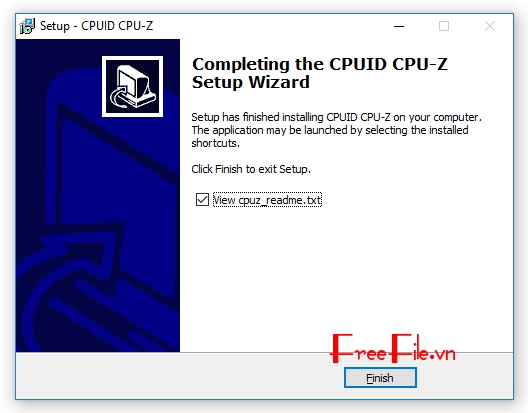 Setup - CPUID CPU-Z
Completing the CPUID CPU-Z
Setup Wizard
Setup has finished installing CPUID CPU-Z on your computer.
The application may be launched by selecting the installed
shortcuts.
Click Finish to exit Setup.
View cpuz_readme.txt
FreeFile.vn
Finish